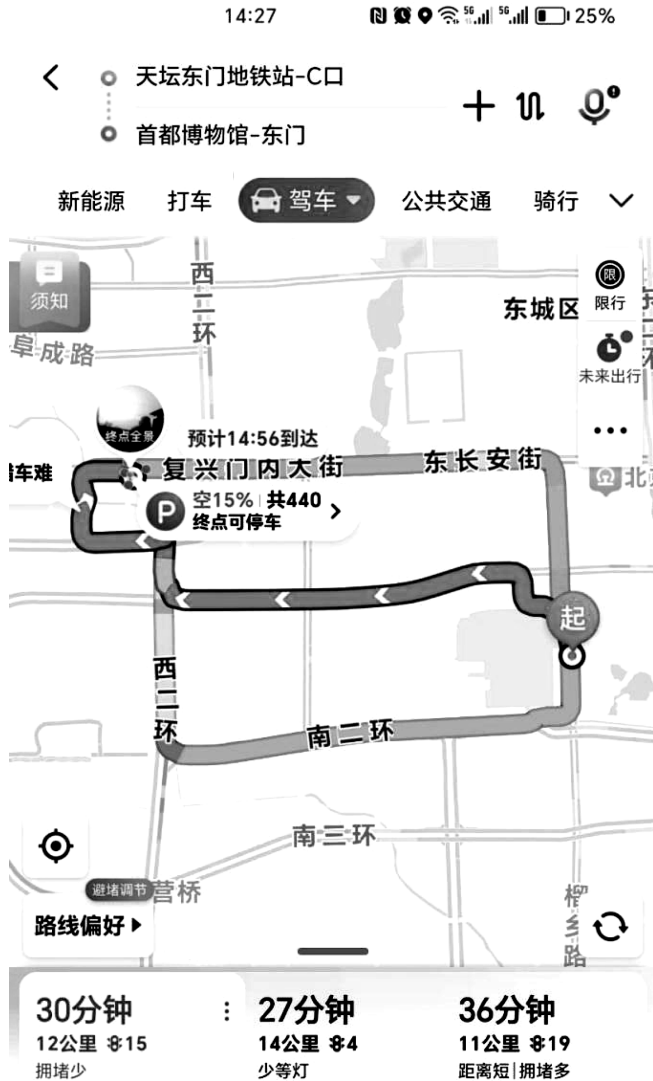 14:27
5G 5G 25%
天坛东门地铁站-C口
首都博物馆-东门
新能源 打车 驾车 公共交通 骑行
须知
西二环
东城区
限
限行
阜成路
未来出行
终点全景
预计14:56到达
复兴门内大街
东长安街
车难
P
空15% 共440
终点可停车
起
西二环
南二环
南三环
避堵调节
营桥
路线偏好
路
30分钟
12公里 15
拥堵少
27分钟
14公里 4
少等灯
36分钟
11公里 19
距离短|拥堵多